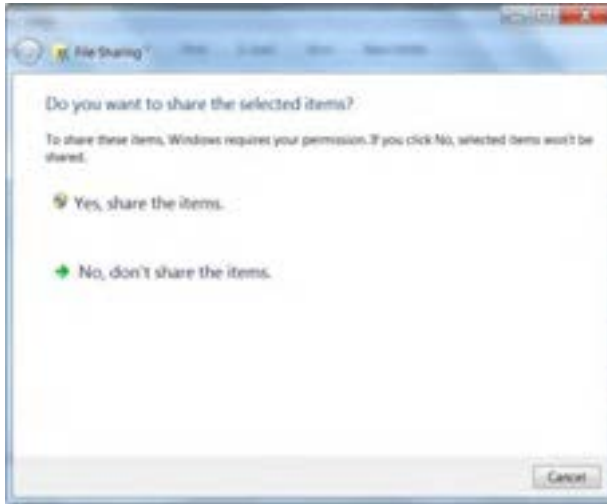 File Sharing
Do you want to share the selected items?
To share these items, Windows requires your permission. If you click No, selected items won't be
shared.
Yes, share the items.
No, don't share the items.
Cancel